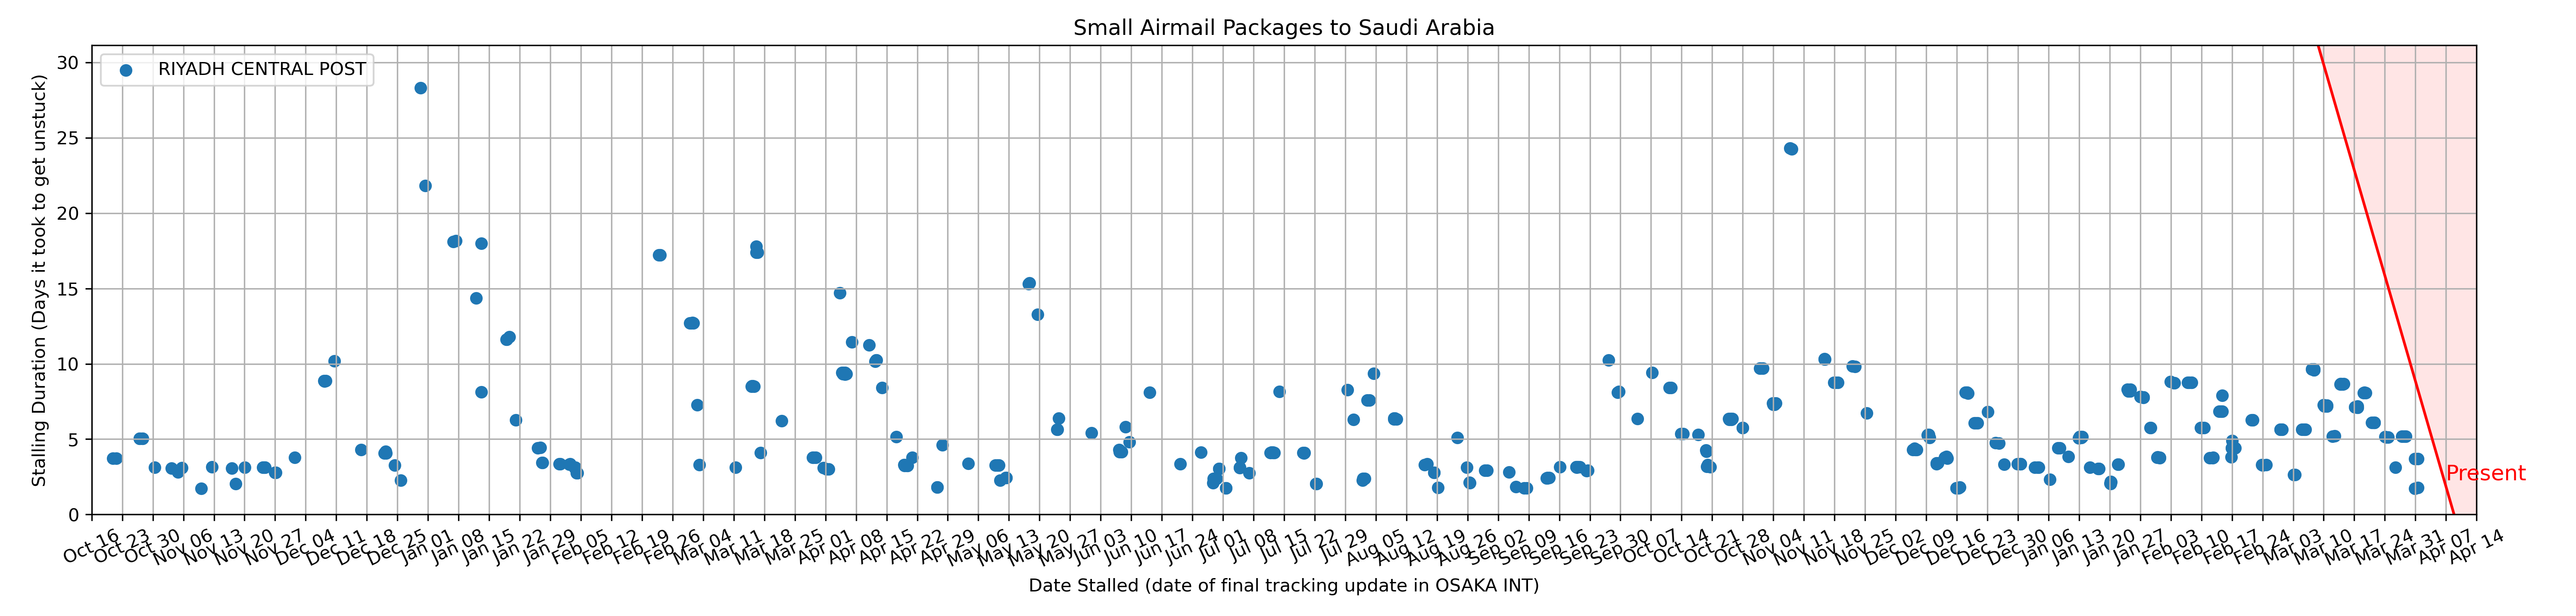 Small Airmail Packages to Saudi Arabia
RIYADH CENTRAL POST
30
25
20
15
10
5
0
Stalling Duration (Days it took to get unstuck)
Present
Oct 16 Oct 23 Oct 30 Nov 06 Nov 13 Nov 20 Nov 27 Dec 04 Dec 11 Dec 18 Dec 25 Jan 01 Jan 08 Jan 15 Jan 22 Jan 29 Feb 05 Feb 12 Feb 19 Feb 26 Mar 04 Mar 11 Mar 18 Mar 25 Apr 01 Apr 08 Apr 15 Apr 22 Apr 29 May 06 May 13 May 20 May 27 Jun 03 Jun 10 Jun 17 Jun 24 Jul 01 Jul 08 Jul 15 Jul 22 Jul 29 Aug 05 Aug 12 Aug 19 Aug 26 Sep 02 Sep 09 Sep 16 Sep 23 Sep 30 Oct 07 Oct 14 Oct 21 Oct 28 Nov 04 Nov 11 Nov 18 Nov 25 Dec 02 Dec 09 Dec 16 Dec 23 Dec 30 Jan 06 Jan 13 Jan 20 Jan 27 Feb 03 Feb 10 Feb 17 Feb 24 Mar 03 Mar 10 Mar 17 Mar 24 Mar 31 Apr 07 Apr 14
Date Stalled (date of final tracking update in OSAKA INT)